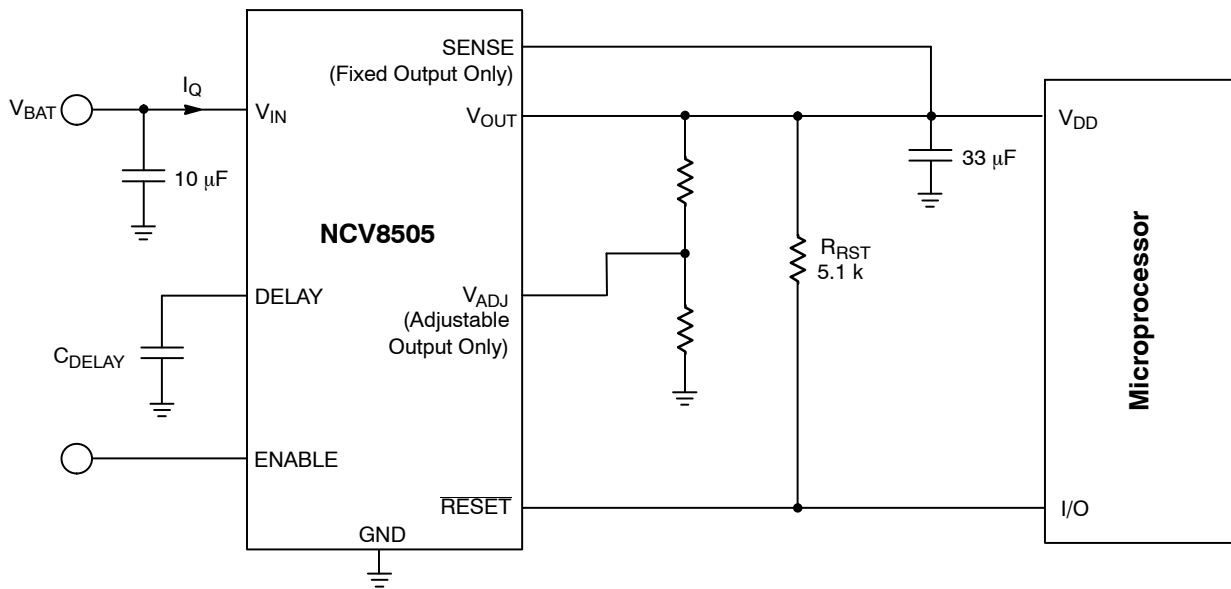 SENSE
(Fixed Output Only)
I_Q
V_BAT
V_IN
V_OUT
V_DD
10 μF
33 μF
NCV8505
R_RST
5.1 k
DELAY
V_ADJ
(Adjustable
Output Only)
C_DELAY
Microprocessor
ENABLE
RESET
I/O
GND